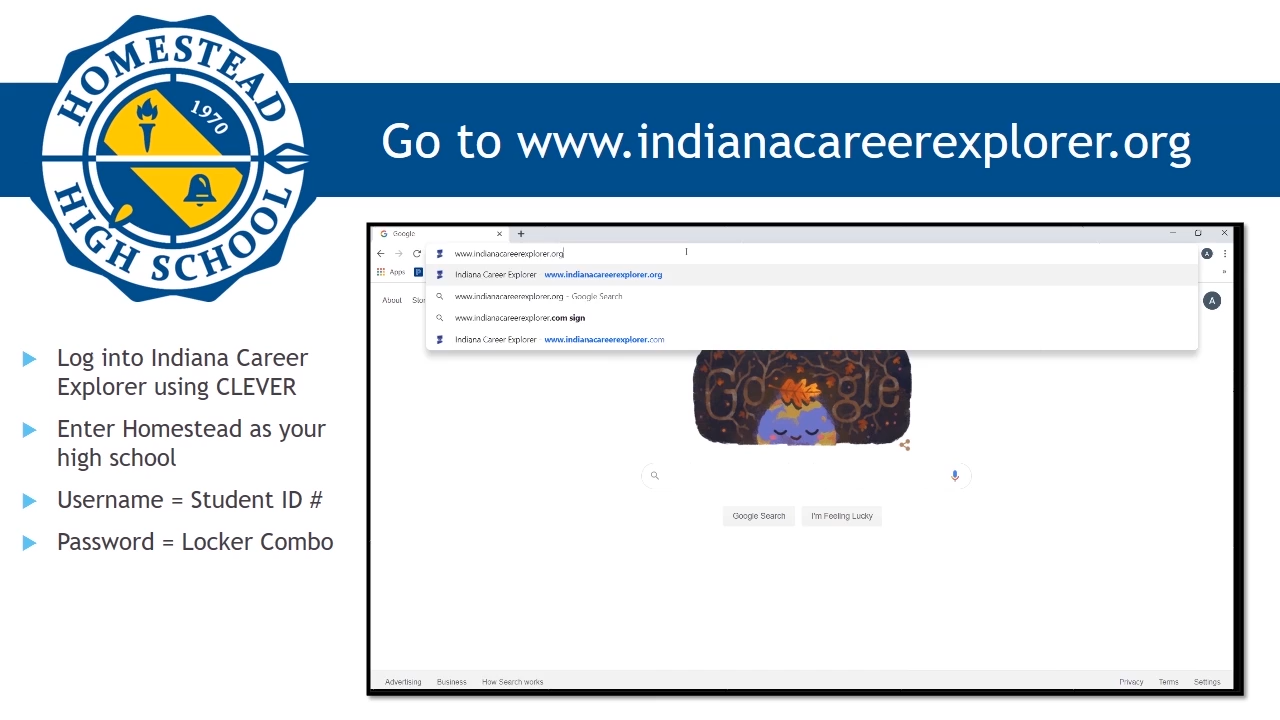 HOMESTEAD
1970
HIGH SCHOOL
Go to www.indianacareerexplorer.org
Log into Indiana Career
Explorer using CLEVER
Enter Homestead as your
high school
Username = Student ID #
Password = Locker Combo
Google
www.indianacareerexplorer.org
Apps
Indiana Career Explorer - www.indianacareerexplorer.org
www.indianacareerexplorer.org - Google Search
www.indianacareerexplorer.com sign
Indiana Career Explorer - www.indianacareerexplorer.com
A
About
A
Google
Google Search
I'm Feeling Lucky
Advertising
Business
How Search works
Privacy
Terms
Settings